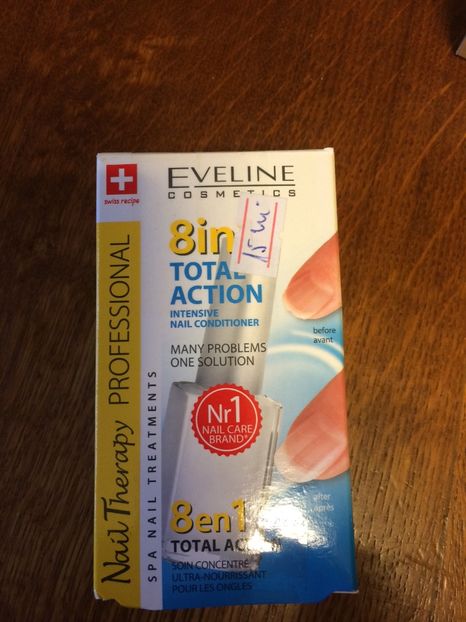 swiss recipe
EVELINE
COSMETICS
8in
TOTAL
ACTION
INTENSIVE
NAIL CONDITIONER
MANY PROBLEMS
ONE SOLUTION
before
avant
Nr1
NAIL CARE
BRAND*
after
après
8en1
TOTAL ACTION
SOIN CONCENTRÉ
ULTRA-NOURRISSANT
POUR LES ONGLES
Nail Therapy PROFESSIONAL
SPA NAIL TREATMENTS